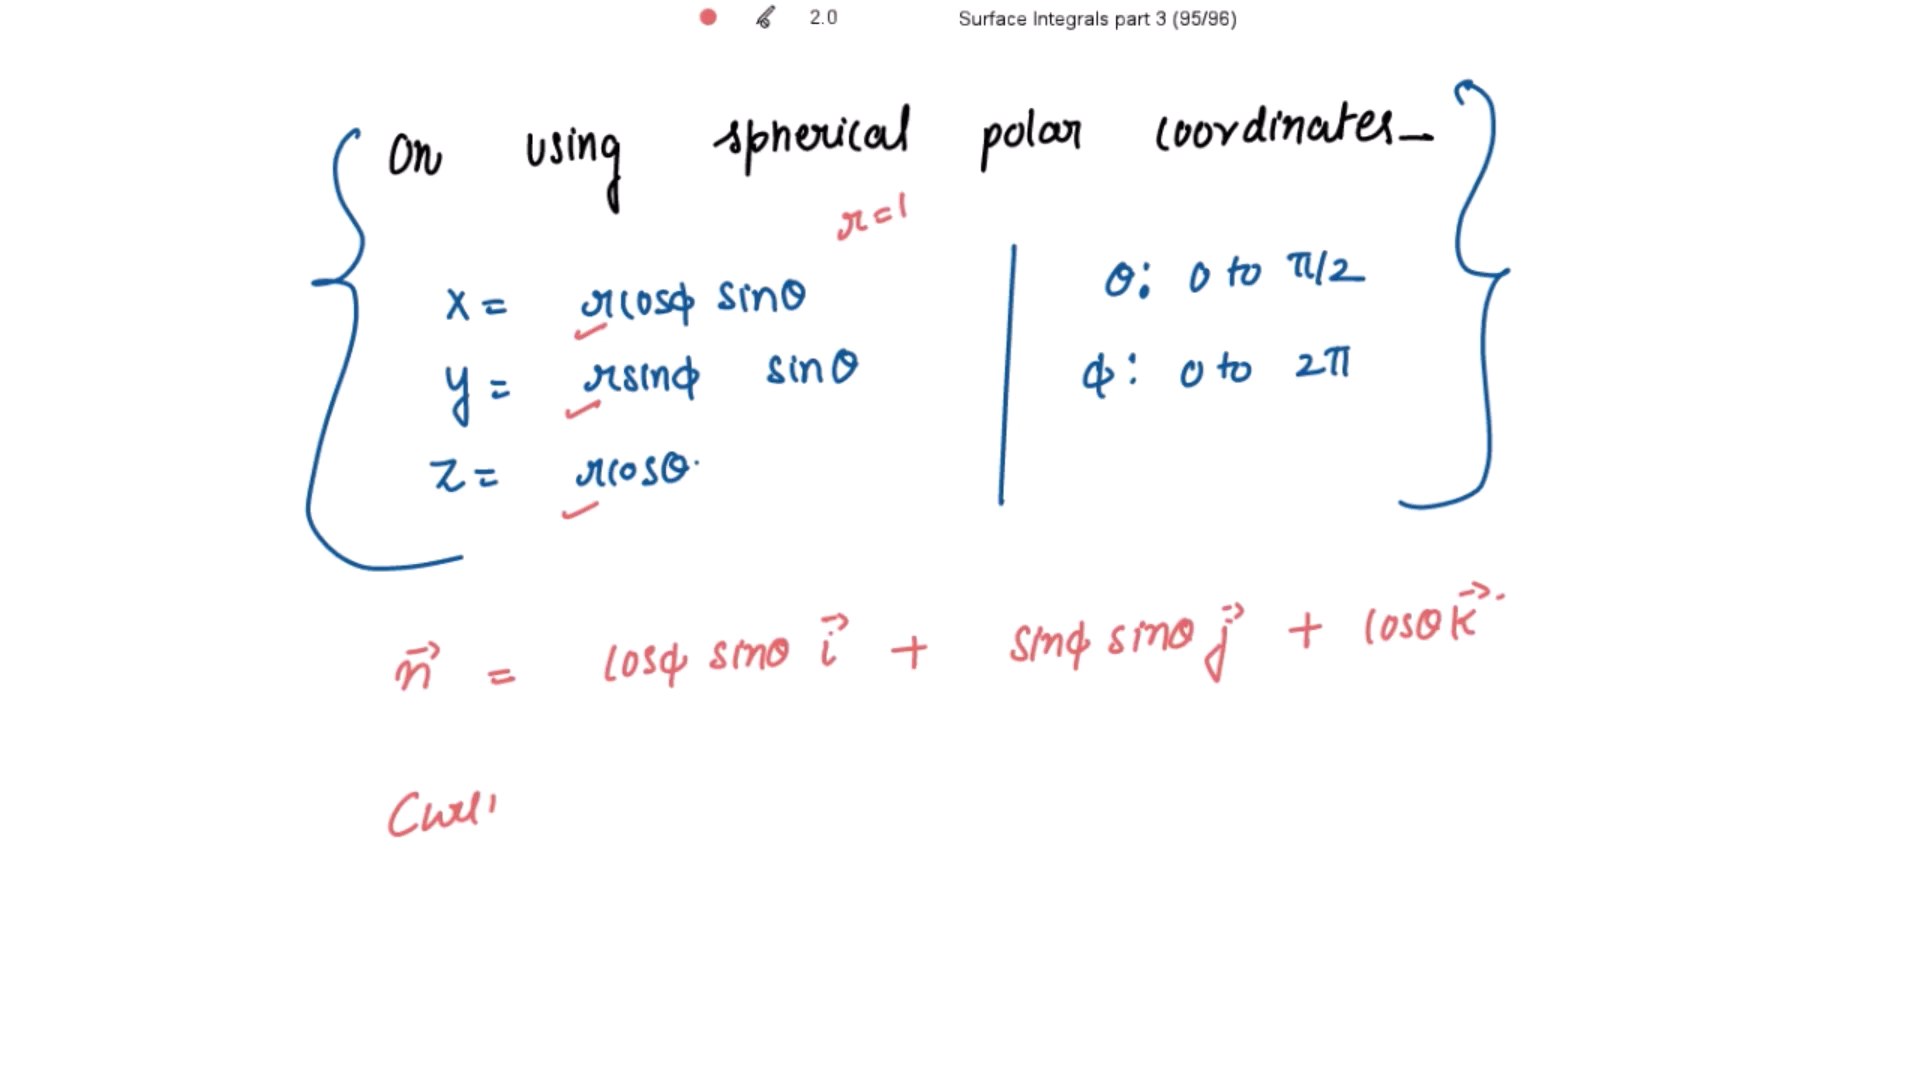 2.0 Surface Integrals part 3 (95/96)
On using spherical polar coordinates_
r=1
x = rcosϕ sinθ
y = rsinϕ sinθ
z = rcosθ.
θ: 0 to π/2
ϕ: 0 to 2π
n⃗ = cosϕ sinθ i⃗ + sinϕ sinθ j⃗ + cosθ k⃗.
Curl